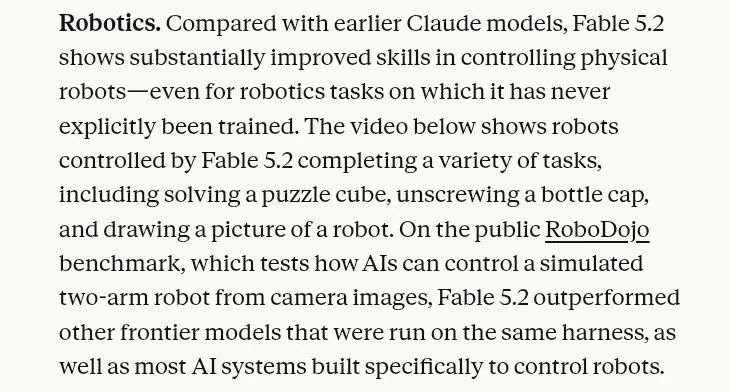 Robotics. Compared with earlier Claude models, Fable 5.2
shows substantially improved skills in controlling physical
robots—even for robotics tasks on which it has never
explicitly been trained. The video below shows robots
controlled by Fable 5.2 completing a variety of tasks,
including solving a puzzle cube, unscrewing a bottle cap,
and drawing a picture of a robot. On the public RoboDojo
benchmark, which tests how AIs can control a simulated
two-arm robot from camera images, Fable 5.2 outperformed
other frontier models that were run on the same harness, as
well as most AI systems built specifically to control robots.